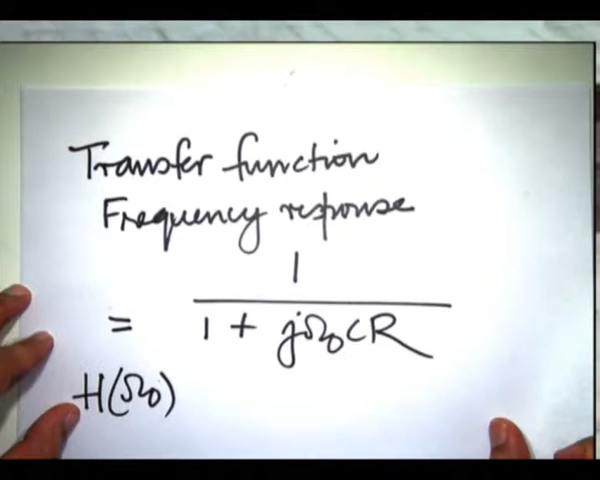 Transfer function
Frequency response
1
= 1 + jΩ₀CR
H(Ω₀)